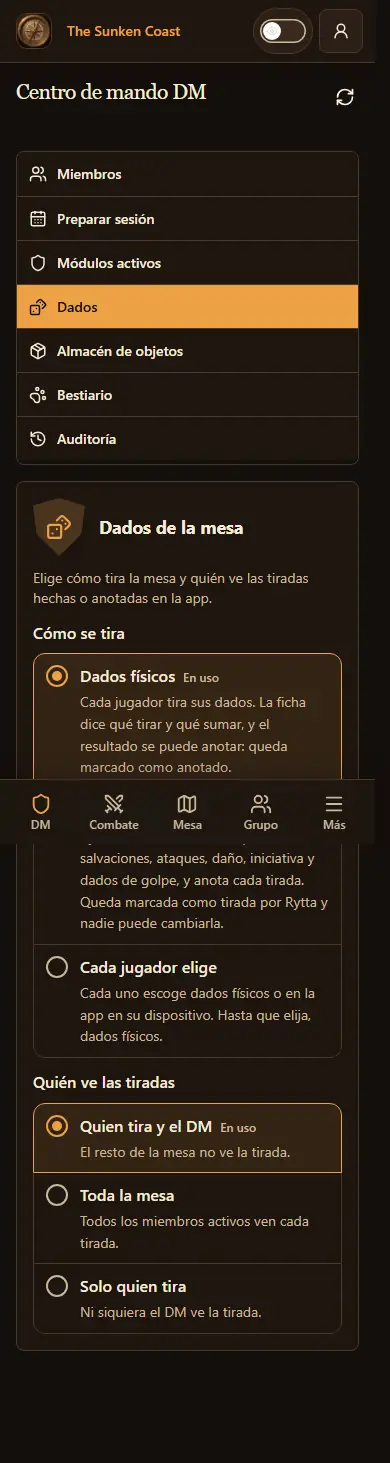 The Sunken Coast
Centro de mando DM
Miembros
Preparar sesión
Módulos activos
Dados
Almacén de objetos
Bestiario
Auditoría
Dados de la mesa
Elige cómo tira la mesa y quién ve las tiradas
hechas o anotadas en la app.
Cómo se tira
Dados físicos En uso
Cada jugador tira sus dados. La ficha
dice qué tirar y qué sumar, y el
resultado se puede anotar: queda
marcado como anotado.
DM
Combate
Mesa
Grupo
Más
salvaciones, ataques, daño, iniciativa y
dados de golpe, y anota cada tirada.
Queda marcada como tirada por Rytta y
nadie puede cambiarla.
Cada jugador elige
Cada uno escoge dados físicos o en la
app en su dispositivo. Hasta que elija,
dados físicos.
Quién ve las tiradas
Quien tira y el DM En uso
El resto de la mesa no ve la tirada.
Toda la mesa
Todos los miembros activos ven cada
tirada.
Solo quien tira
Ni siquiera el DM ve la tirada.